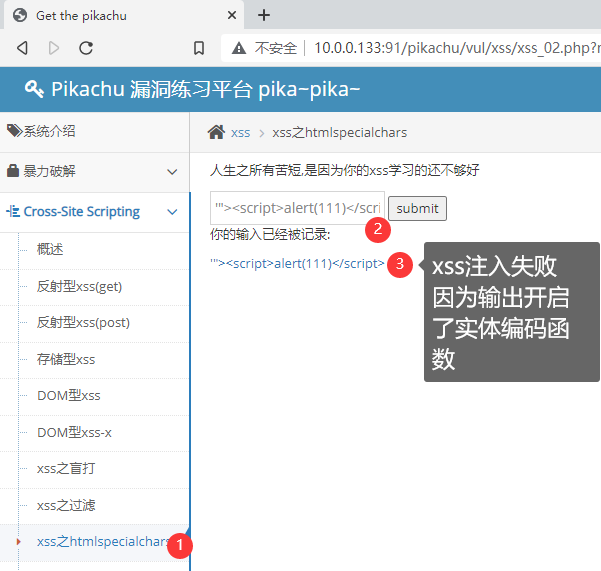 Get the pikachu
不安全
10.0.0.133:91/pikachu/vul/xss/xss_02.php?
Pikachu 漏洞练习平台 pika~pika~
系统介绍
暴力破解
Cross-Site Scripting
概述
反射型xss(get)
反射型xss(post)
存储型xss
DOM型xss
DOM型xss-x
xss之盲打
xss之过滤
xss之htmlspecialchars
1
xss > xss之htmlspecialchars
人生之所有苦短,是因为你的xss学习的还不够好
'"><script>alert(111)</scri
submit
2
你的输入已经被记录:
'"><script>alert(111)</script>
3
xss注入失败
因为输出开启
了实体编码函
数